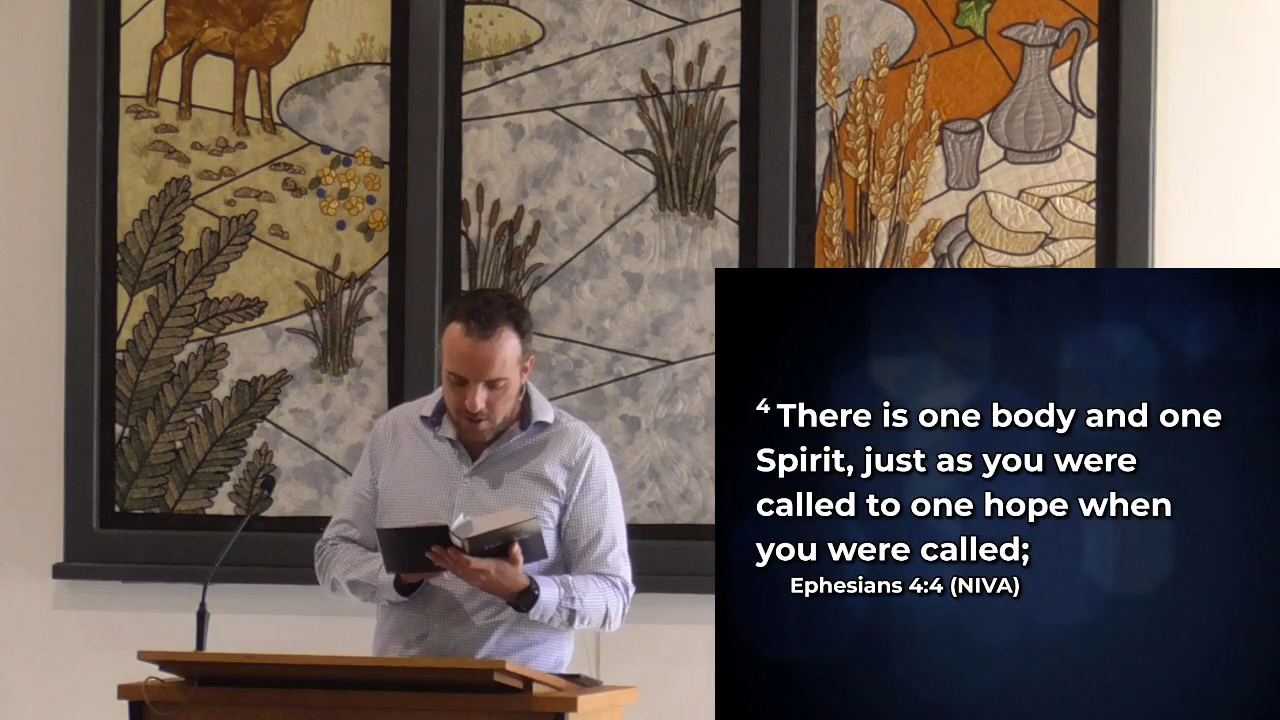 4 There is one body and one
Spirit, just as you were
called to one hope when
you were called;
Ephesians 4:4 (NIVA)